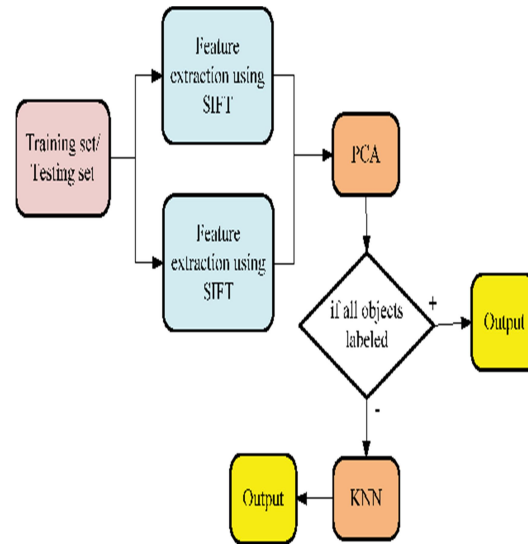 Feature
extraction using
SIFT
Training set/
Testing set
PCA
Feature
extraction using
SIFT
if all objects
labeled
+
Output
-
Output
KNN